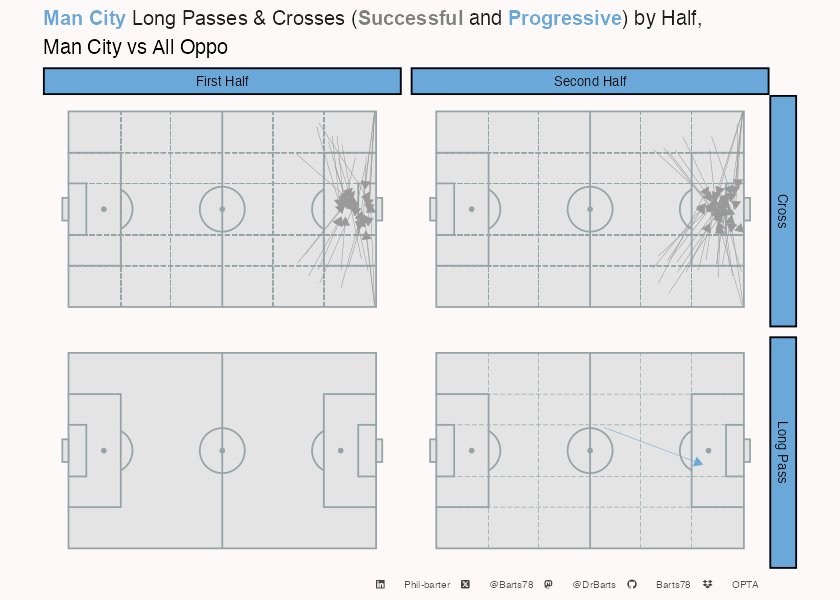 Man City Long Passes & Crosses (Successful and Progressive) by Half,
Man City vs All Oppo
First Half
Second Half
Cross
Long Pass
Phil-barter @Barts78 @DrBarts Barts78 OPTA